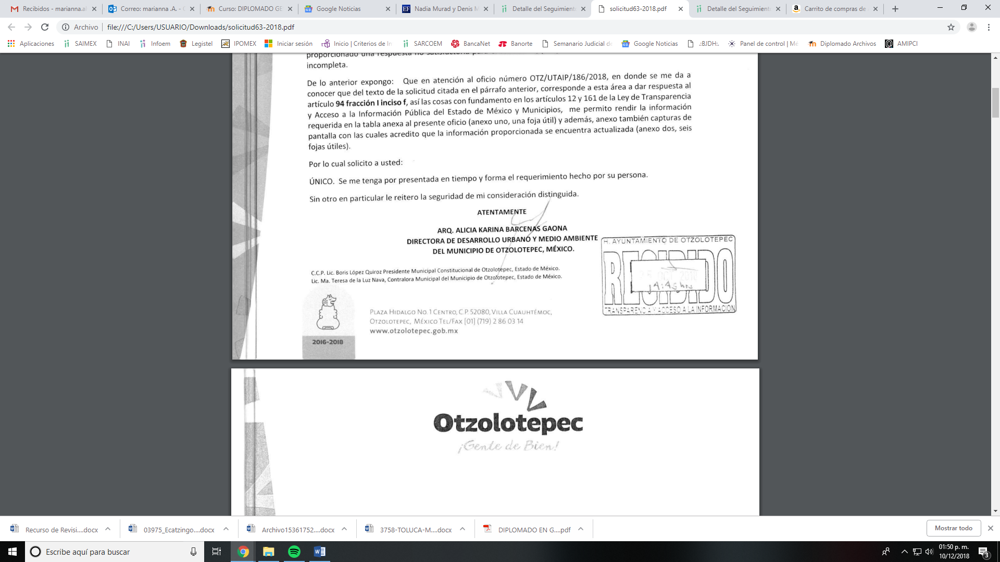 Recibidos - marianna.al
Correo: marianna .A. - O
Curso: DIPLOMADO GE
Google Noticias
Nadia Murad y Denis M
Detalle del Seguimiento
solicitud63-2018.pdf
Detalle del Seguimiento
Carrito de compras de
Archivo
file:///C:/Users/USUARIO/Downloads/solicitud63-2018.pdf
Aplicaciones
SAIMEX
INAI
Infoem
Legistel
IPOMEX
Iniciar sesión
Inicio | Criterios de In
SARCOEM
BancaNet
Banorte
Semanario Judicial de
Google Noticias
.:BJDH:.
Panel de control | Mé
Diplomado Archivos
AMIPCI
proporcionado una respuesta no satisfactoria
incompleta.
De lo anterior expongo: Que en atención al oficio número OTZ/UTAIP/186/2018, en donde se me da a
conocer que del texto de la solicitud citada en el párrafo anterior, corresponde a esta área a dar respuesta al
artículo 94 fracción I inciso f, así las cosas con fundamento en los artículos 12 y 161 de la Ley de Transparencia
y Acceso a la Información Pública del Estado de México y Municipios, me permito rendir la información
requerida en la tabla anexa al presente oficio (anexo uno, una foja útil) y además, anexo también capturas de
pantalla con las cuales acredito que la información proporcionada se encuentra actualizada (anexo dos, seis
fojas útiles).
Por lo cual solicito a usted:
ÚNICO. Se me tenga por presentada en tiempo y forma el requerimiento hecho por su persona.
Sin otro en particular le reitero la seguridad de mi consideración distinguida.
ATENTAMENTE
ARQ. ALICIA KARINA BARCENAS GAONA
DIRECTORA DE DESARROLLO URBANO Y MEDIO AMBIENTE
DEL MUNICIPIO DE OTZOLOTEPEC, MÉXICO.
H. AYUNTAMIENTO DE OTZOLOTEPEC
RECIBIDO
OCT 2018
14:43 hrs
TRANSPARENCIA Y ACCESO A LA INFORMACION
C.C.P. Lic. Boris López Quiroz Presidente Municipal Constitucional de Otzolotepec, Estado de México.
Lic. Ma. Teresa de la Luz Nava, Contralora Municipal del Municipio de Otzolotepec, Estado de México.
PLAZA HIDALGO NO. 1 CENTRO, C.P. 52080, VILLA CUAUHTÉMOC,
OTZOLOTEPEC, MÉXICO TEL/FAX [01] (719) 2 86 03 14
www.otzolotepec.gob.mx
2016-2018
Otzolotepec
¡Gente de Bien!
Recurso de Revisi....docx
03975_Ecatzingo....docx
Archivo15361752....docx
3758-TOLUCA-M....docx
DIPLOMADO EN G....pdf
Mostrar todo
Escribe aquí para buscar
01:50 p. m.
10/12/2018
3